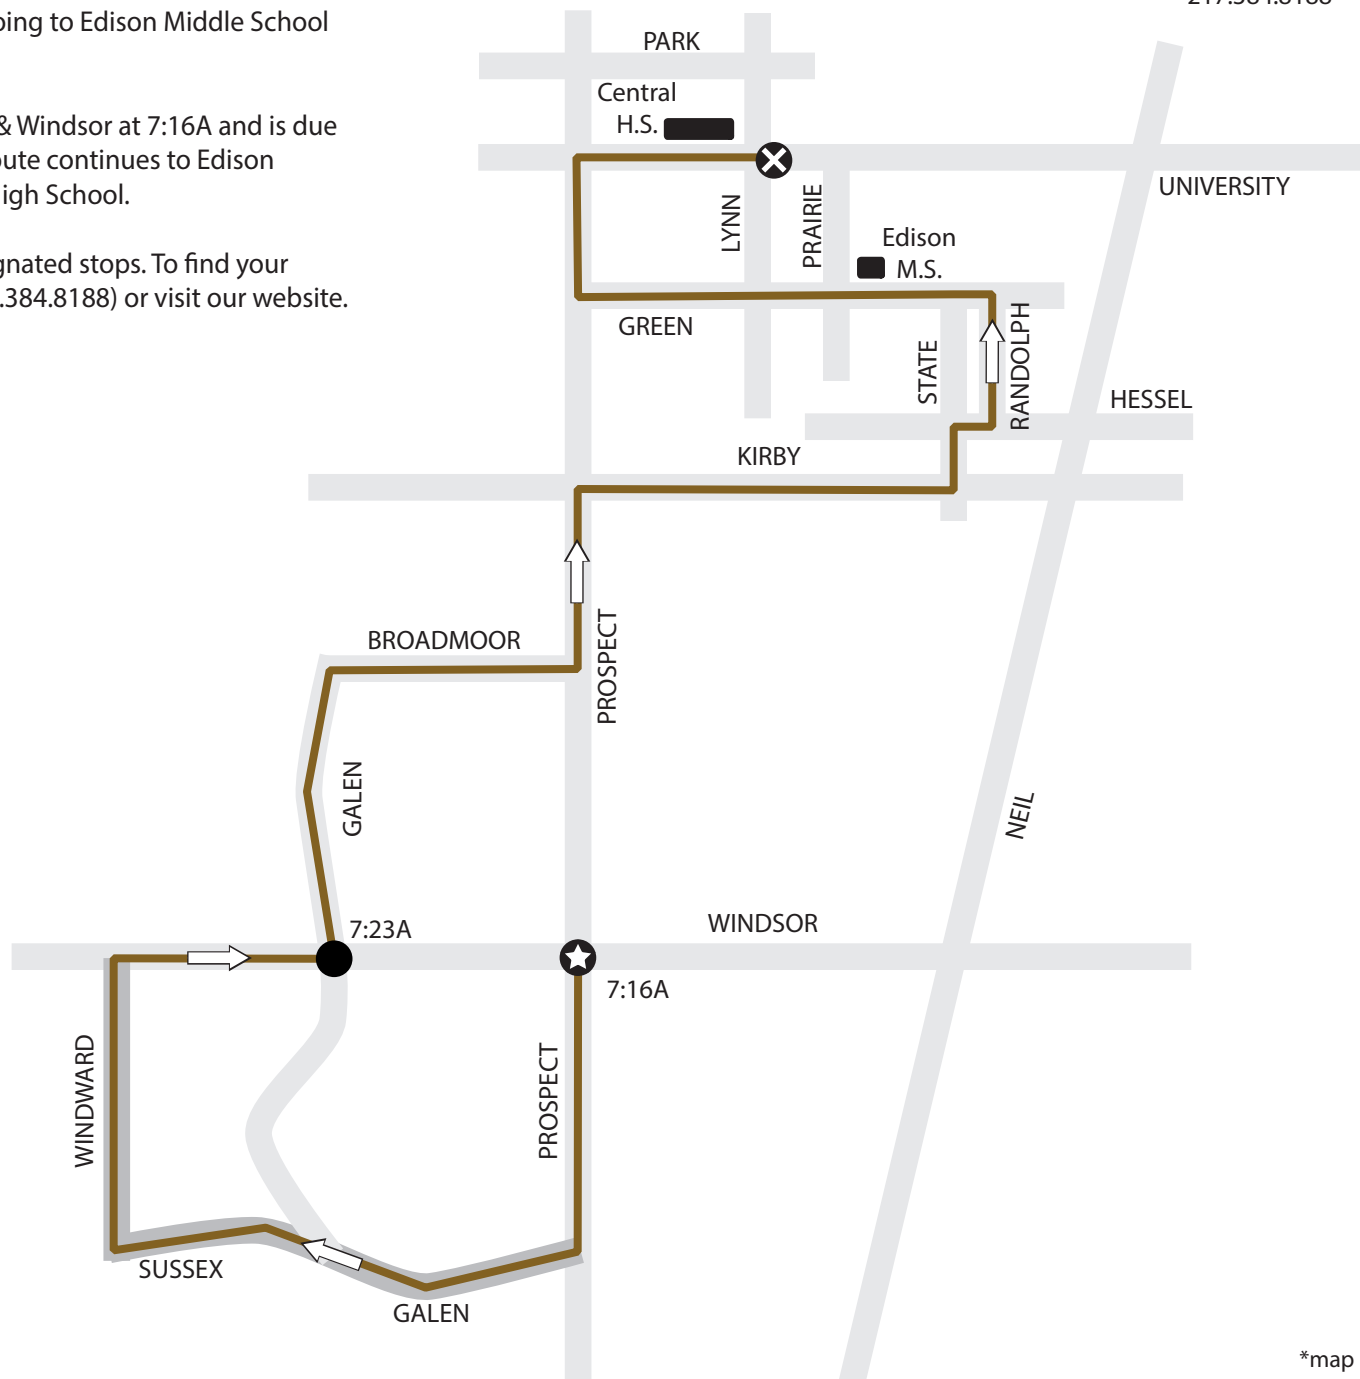 oing to Edison Middle School
& Windsor at 7:16A and is due
oute continues to Edison
igh School.
gnated stops. To find your
.384.8188) or visit our website.
PARK
Central
H.S.
UNIVERSITY
LYNN
PRAIRIE
Edison
M.S.
GREEN
STATE
RANDOLPH
HESSEL
KIRBY
BROADMOOR
PROSPECT
GALEN
NEIL
7:23A
WINDSOR
7:16A
WINDWARD
PROSPECT
SUSSEX
GALEN
*map